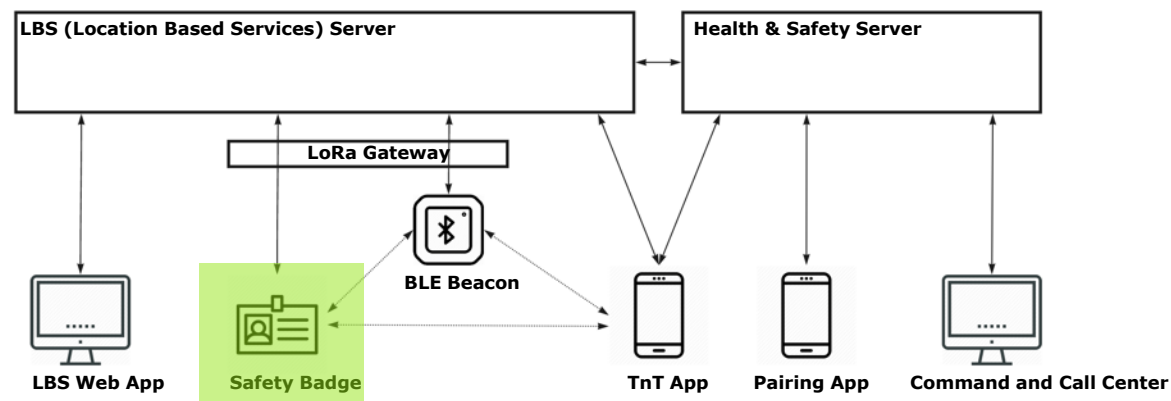 LBS (Location Based Services) Server
Health & Safety Server
LoRa Gateway
BLE Beacon
LBS Web App
Safety Badge
TnT App
Pairing App
Command and Call Center